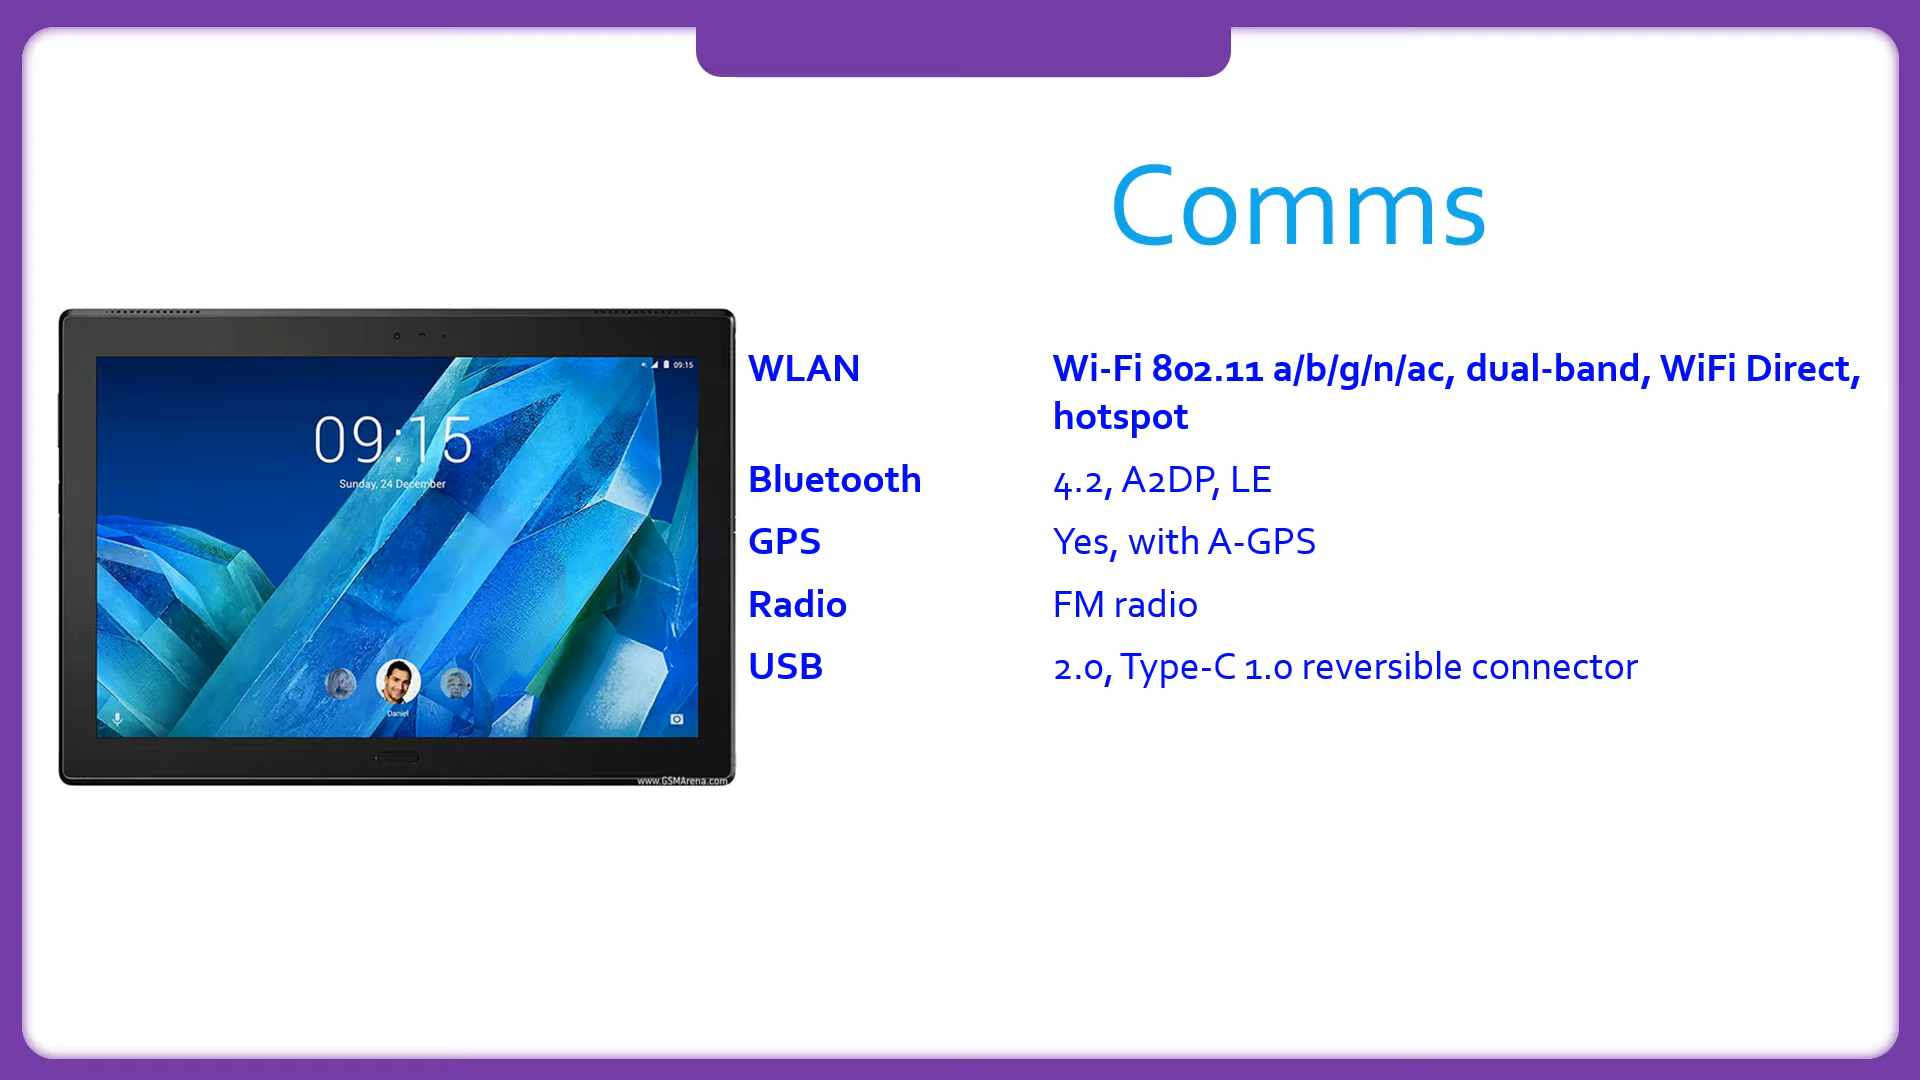 Comms
09:15
09:15
Sunday, 24 December
Daniel
www.GSMArena.com
WLAN Wi-Fi 802.11 a/b/g/n/ac, dual-band, WiFi Direct,
hotspot
Bluetooth 4.2, A2DP, LE
GPS Yes, with A-GPS
Radio FM radio
USB 2.0, Type-C 1.0 reversible connector